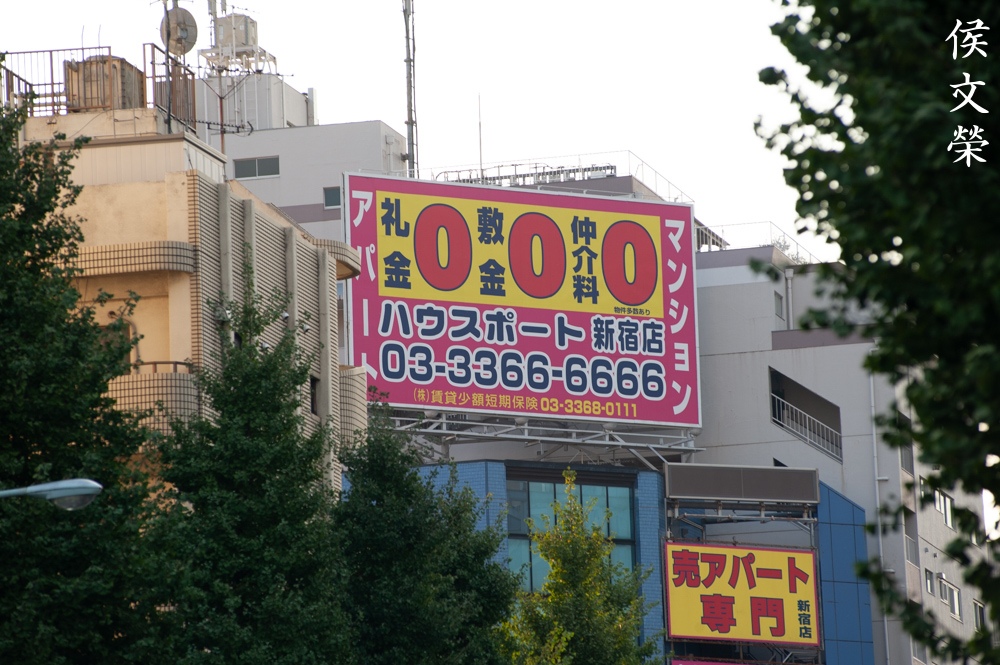 侯文榮
アパート
礼金0
敷金0
仲介料0
物件多数あり
マンション
ハウスポート 新宿店
03-3366-6666
(株)賃貸少額短期保険 03-3368-0111
売アパート
専門
新宿店